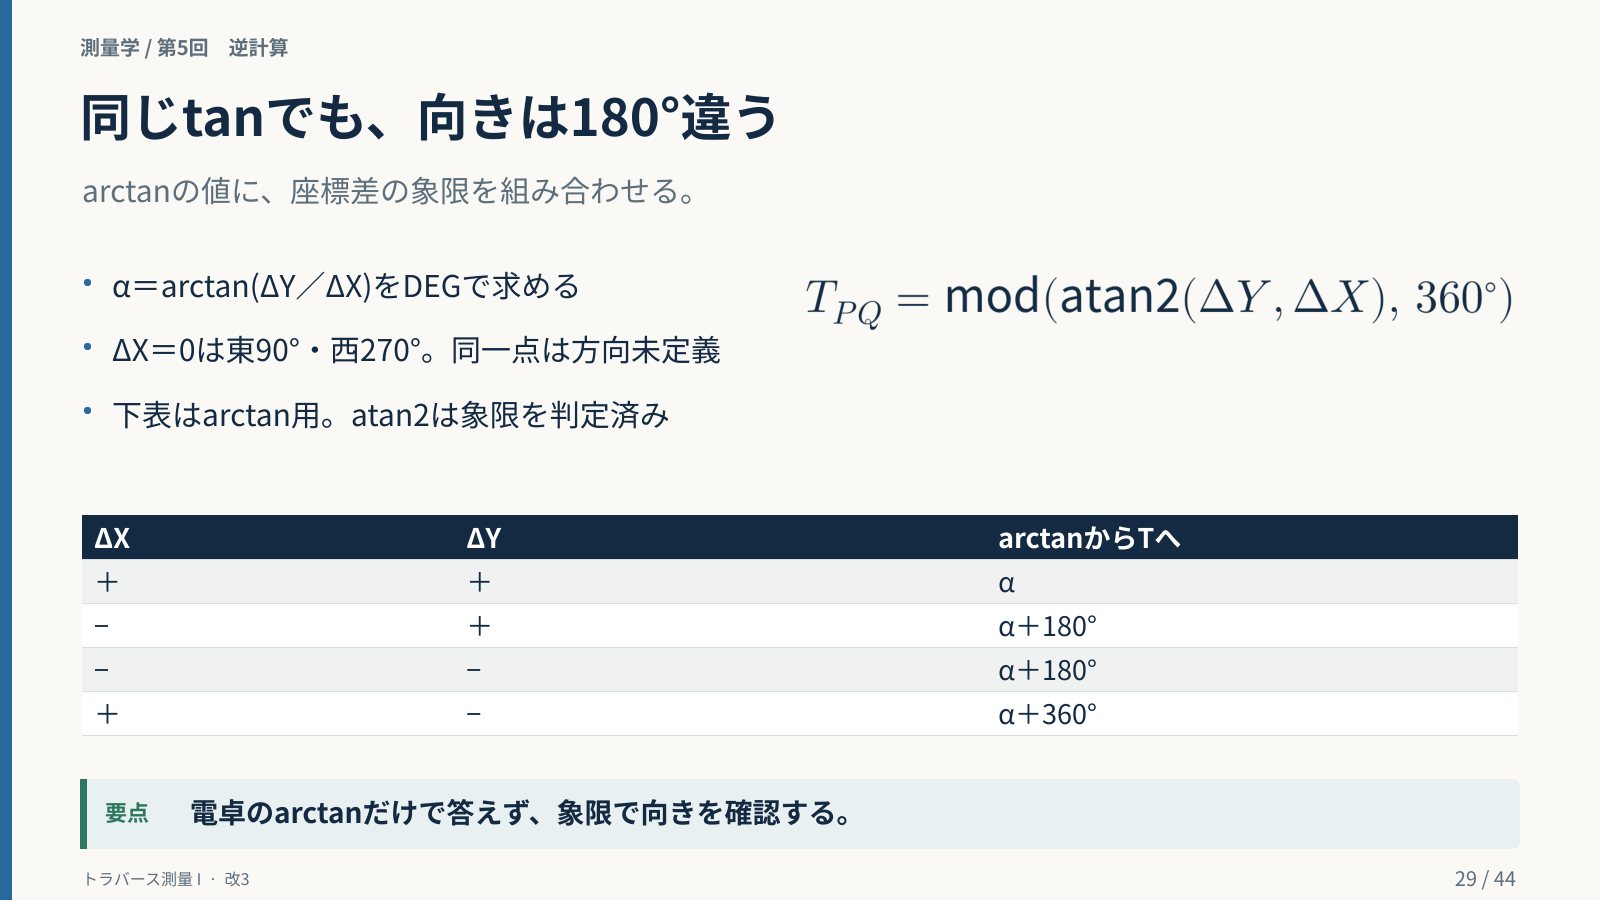 測量学 / 第5回　逆計算
同じtanでも、向きは180°違う
arctanの値に、座標差の象限を組み合わせる。
• α＝arctan(ΔY／ΔX)をDEGで求める
• ΔX＝0は東90°・西270°。同一点は方向未定義
• 下表はarctan用。atan2は象限を判定済み
T_{PQ} = mod(atan2(ΔY, ΔX), 360°)
ΔX ΔY arctanからTへ
＋ ＋ α
− ＋ α＋180°
− − α＋180°
＋ − α＋360°
要点　電卓のarctanだけで答えず、象限で向きを確認する。
トラバース測量 I · 改3
29 / 44